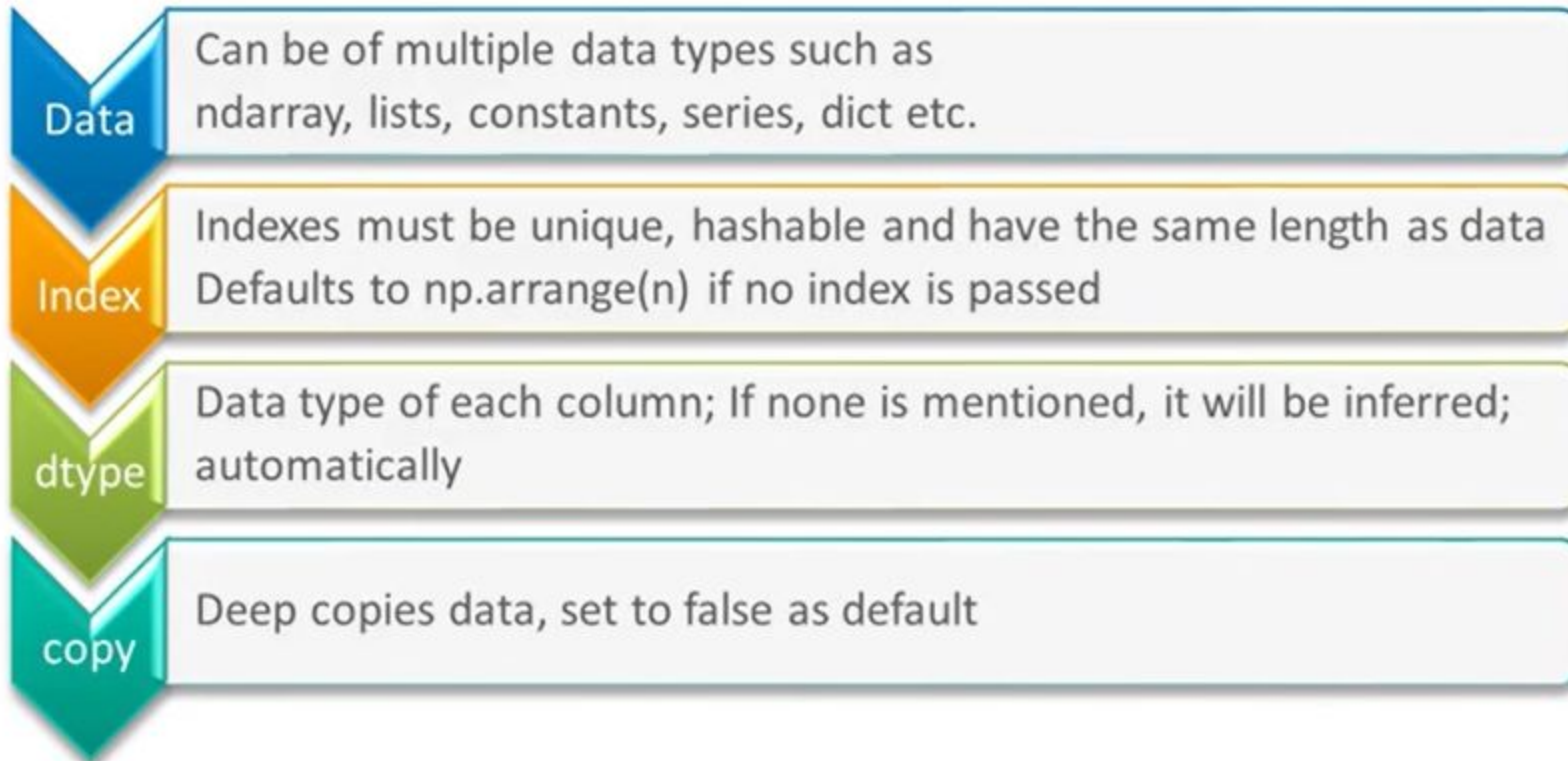 Data
Can be of multiple data types such as
ndarray, lists, constants, series, dict etc.
Index
Indexes must be unique, hashable and have the same length as data
Defaults to np.arrange(n) if no index is passed
dtype
Data type of each column; If none is mentioned, it will be inferred;
automatically
copy
Deep copies data, set to false as default